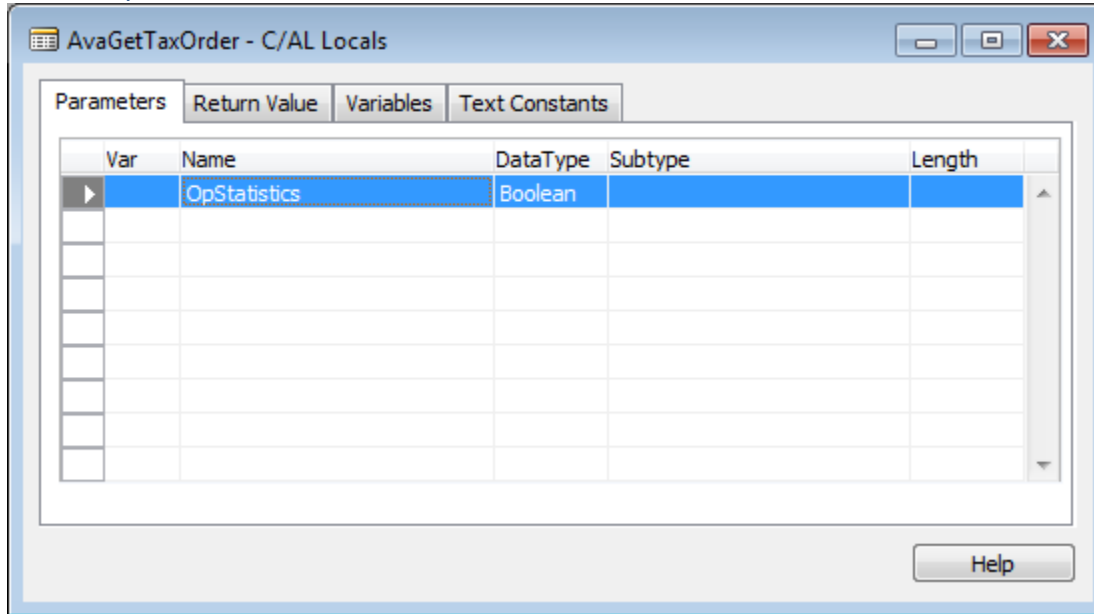 AvaGetTaxOrder - C/AL Locals
Parameters Return Value Variables Text Constants
Var Name DataType Subtype Length
OpStatistics Boolean
Help